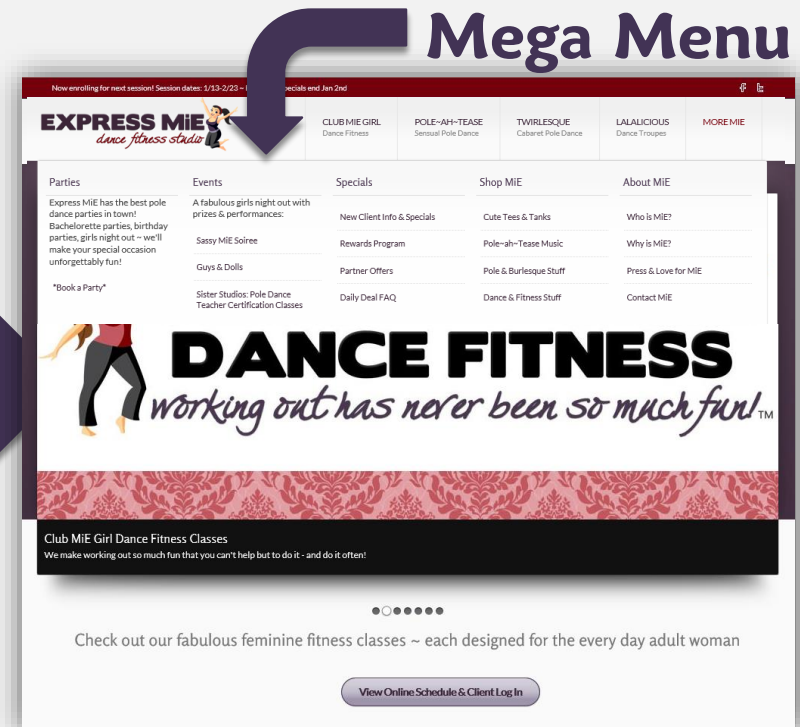 Mega Menu
Now enrolling for next session! Session dates: 1/13-2/23 ~
ecials end Jan 2nd
EXPRESS MiE
dance fitness studio
CLUB MIE GIRL
Dance Fitness
POLE~AH~TEASE
Sensual Pole Dance
TWIRLESQUE
Cabaret Pole Dance
LALALICIOUS
Dance Troupes
MORE MIE
Parties
Express MiE has the best pole
dance parties in town!
Bachelorette parties, birthday
parties, girls night out ~ we'll
make your special occasion
unforgettably fun!
*Book a Party*
Events
A fabulous girls night out with
prizes & performances:
Sassy MiE Soiree
Guys & Dolls
Sister Studios: Pole Dance
Teacher Certification Classes
Specials
New Client Info & Specials
Rewards Program
Partner Offers
Daily Deal FAQ
Shop MiE
Cute Tees & Tanks
Pole~ah~Tease Music
Pole & Burlesque Stuff
Dance & Fitness Stuff
About MiE
Who is MiE?
Why is MiE?
Press & Love for MiE
Contact MiE
DANCE FITNESS
working out has never been so much fun!™
Club MiE Girl Dance Fitness Classes
We make working out so much fun that you can't help but to do it - and do it often!
Check out our fabulous feminine fitness classes ~ each designed for the every day adult woman
View Online Schedule & Client Log In